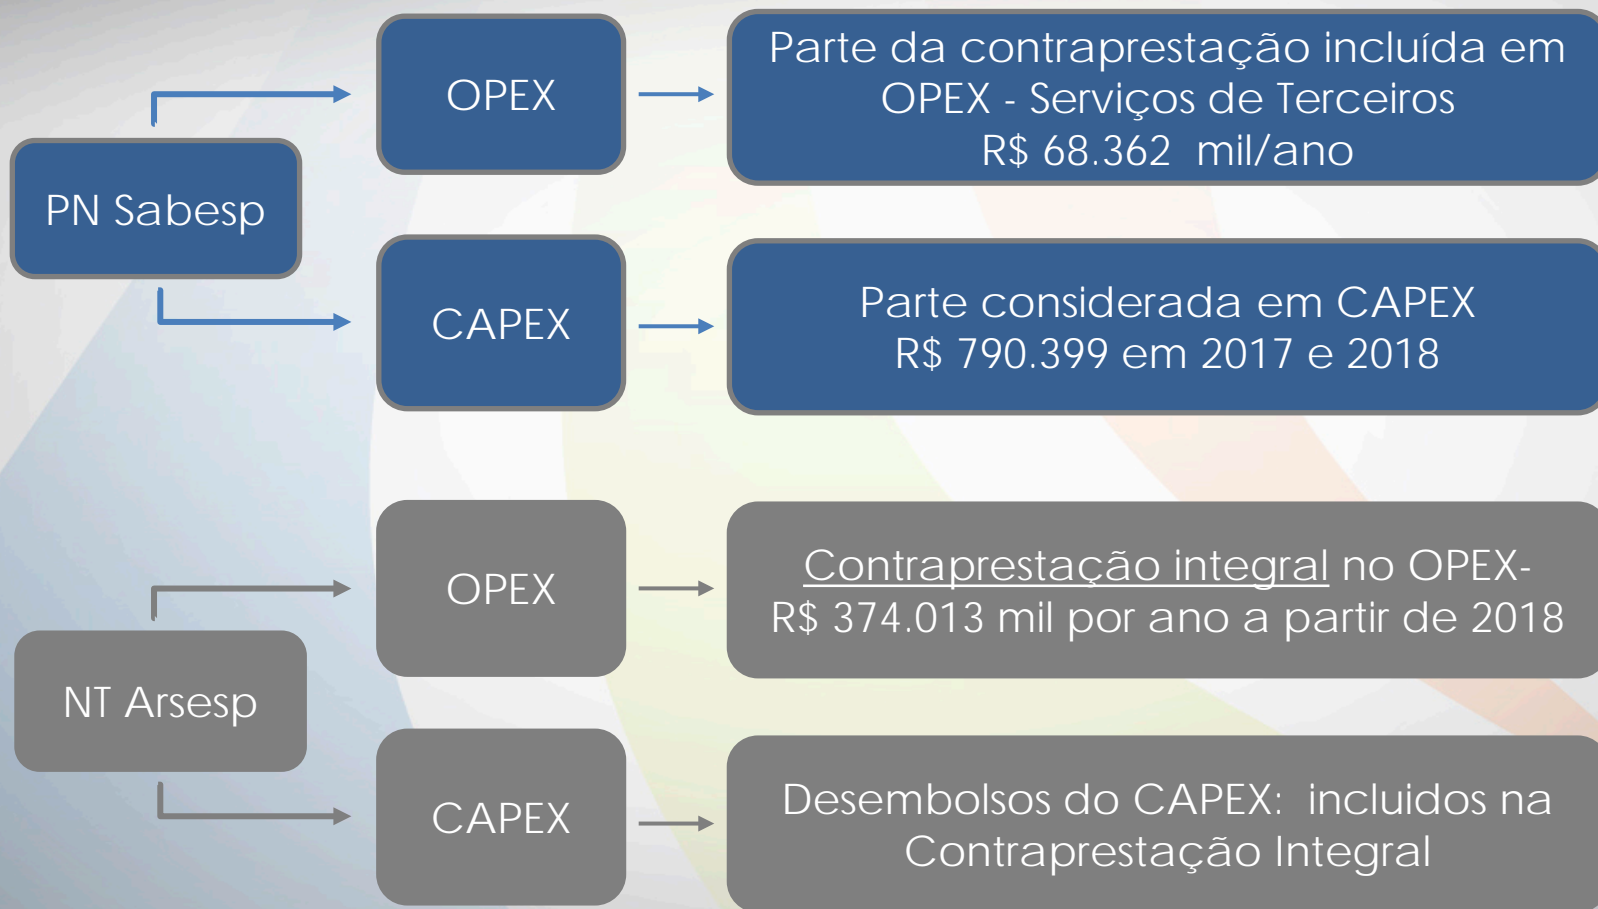 PN Sabesp
OPEX
Parte da contraprestação incluída em
OPEX - Serviços de Terceiros
R$ 68.362 mil/ano
CAPEX
Parte considerada em CAPEX
R$ 790.399 em 2017 e 2018
NT Arsesp
OPEX
Contraprestação integral no OPEX-
R$ 374.013 mil por ano a partir de 2018
CAPEX
Desembolsos do CAPEX: incluidos na
Contraprestação Integral